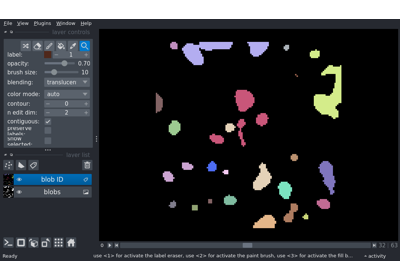 File View Plugins Window Help
layer controls
label: 1
opacity: 0.70
brush size: 10
blending: translucen
color mode: auto
contour: 0
n edit dim: 2
contiguous:
preserve
labels:
show
selected:
layer list
blob ID
blobs
32 63
Ready
use <1> for activate the label eraser, use <2> for activate the paint brush, use <3> for activate the fill b...
activity